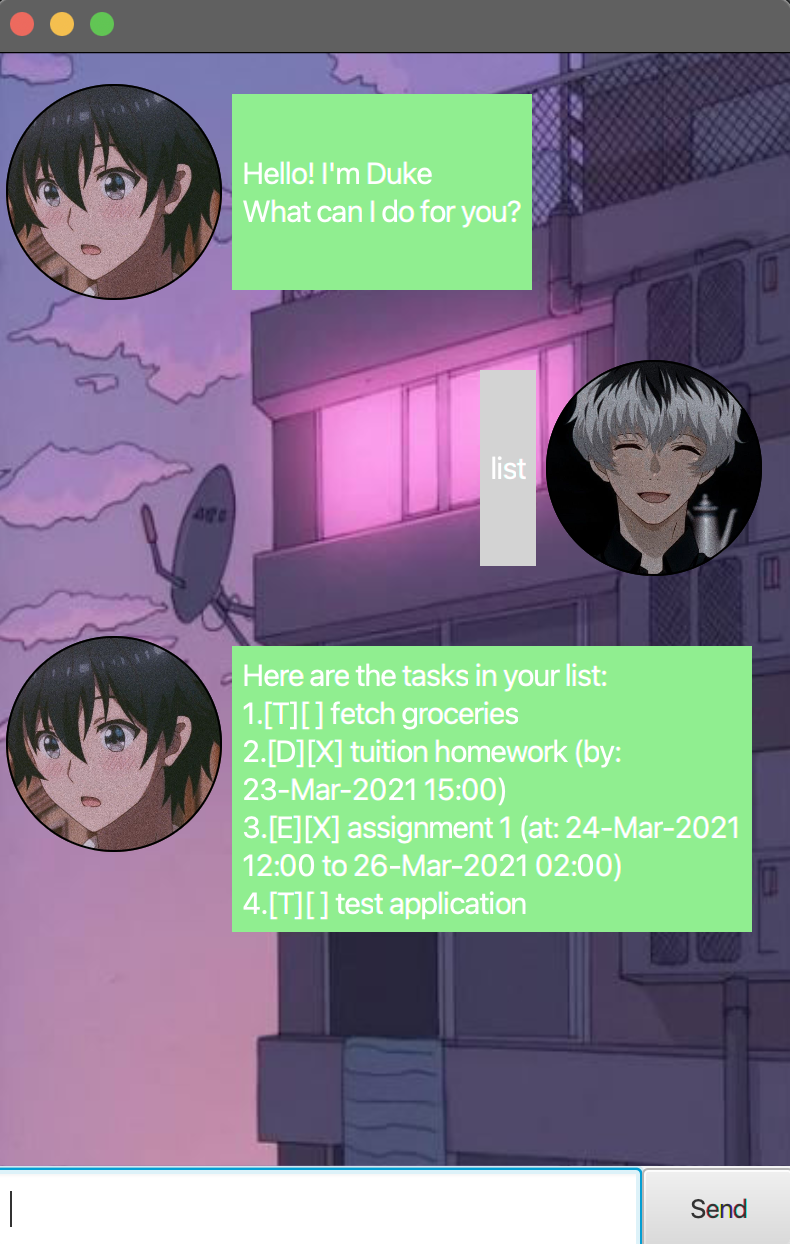 Hello! I'm Duke
What can I do for you?
list
Here are the tasks in your list:
1.[T][ ] fetch groceries
2.[D][X] tuition homework (by:
23-Mar-2021 15:00)
3.[E][X] assignment 1 (at: 24-Mar-2021
12:00 to 26-Mar-2021 02:00)
4.[T][ ] test application
Send